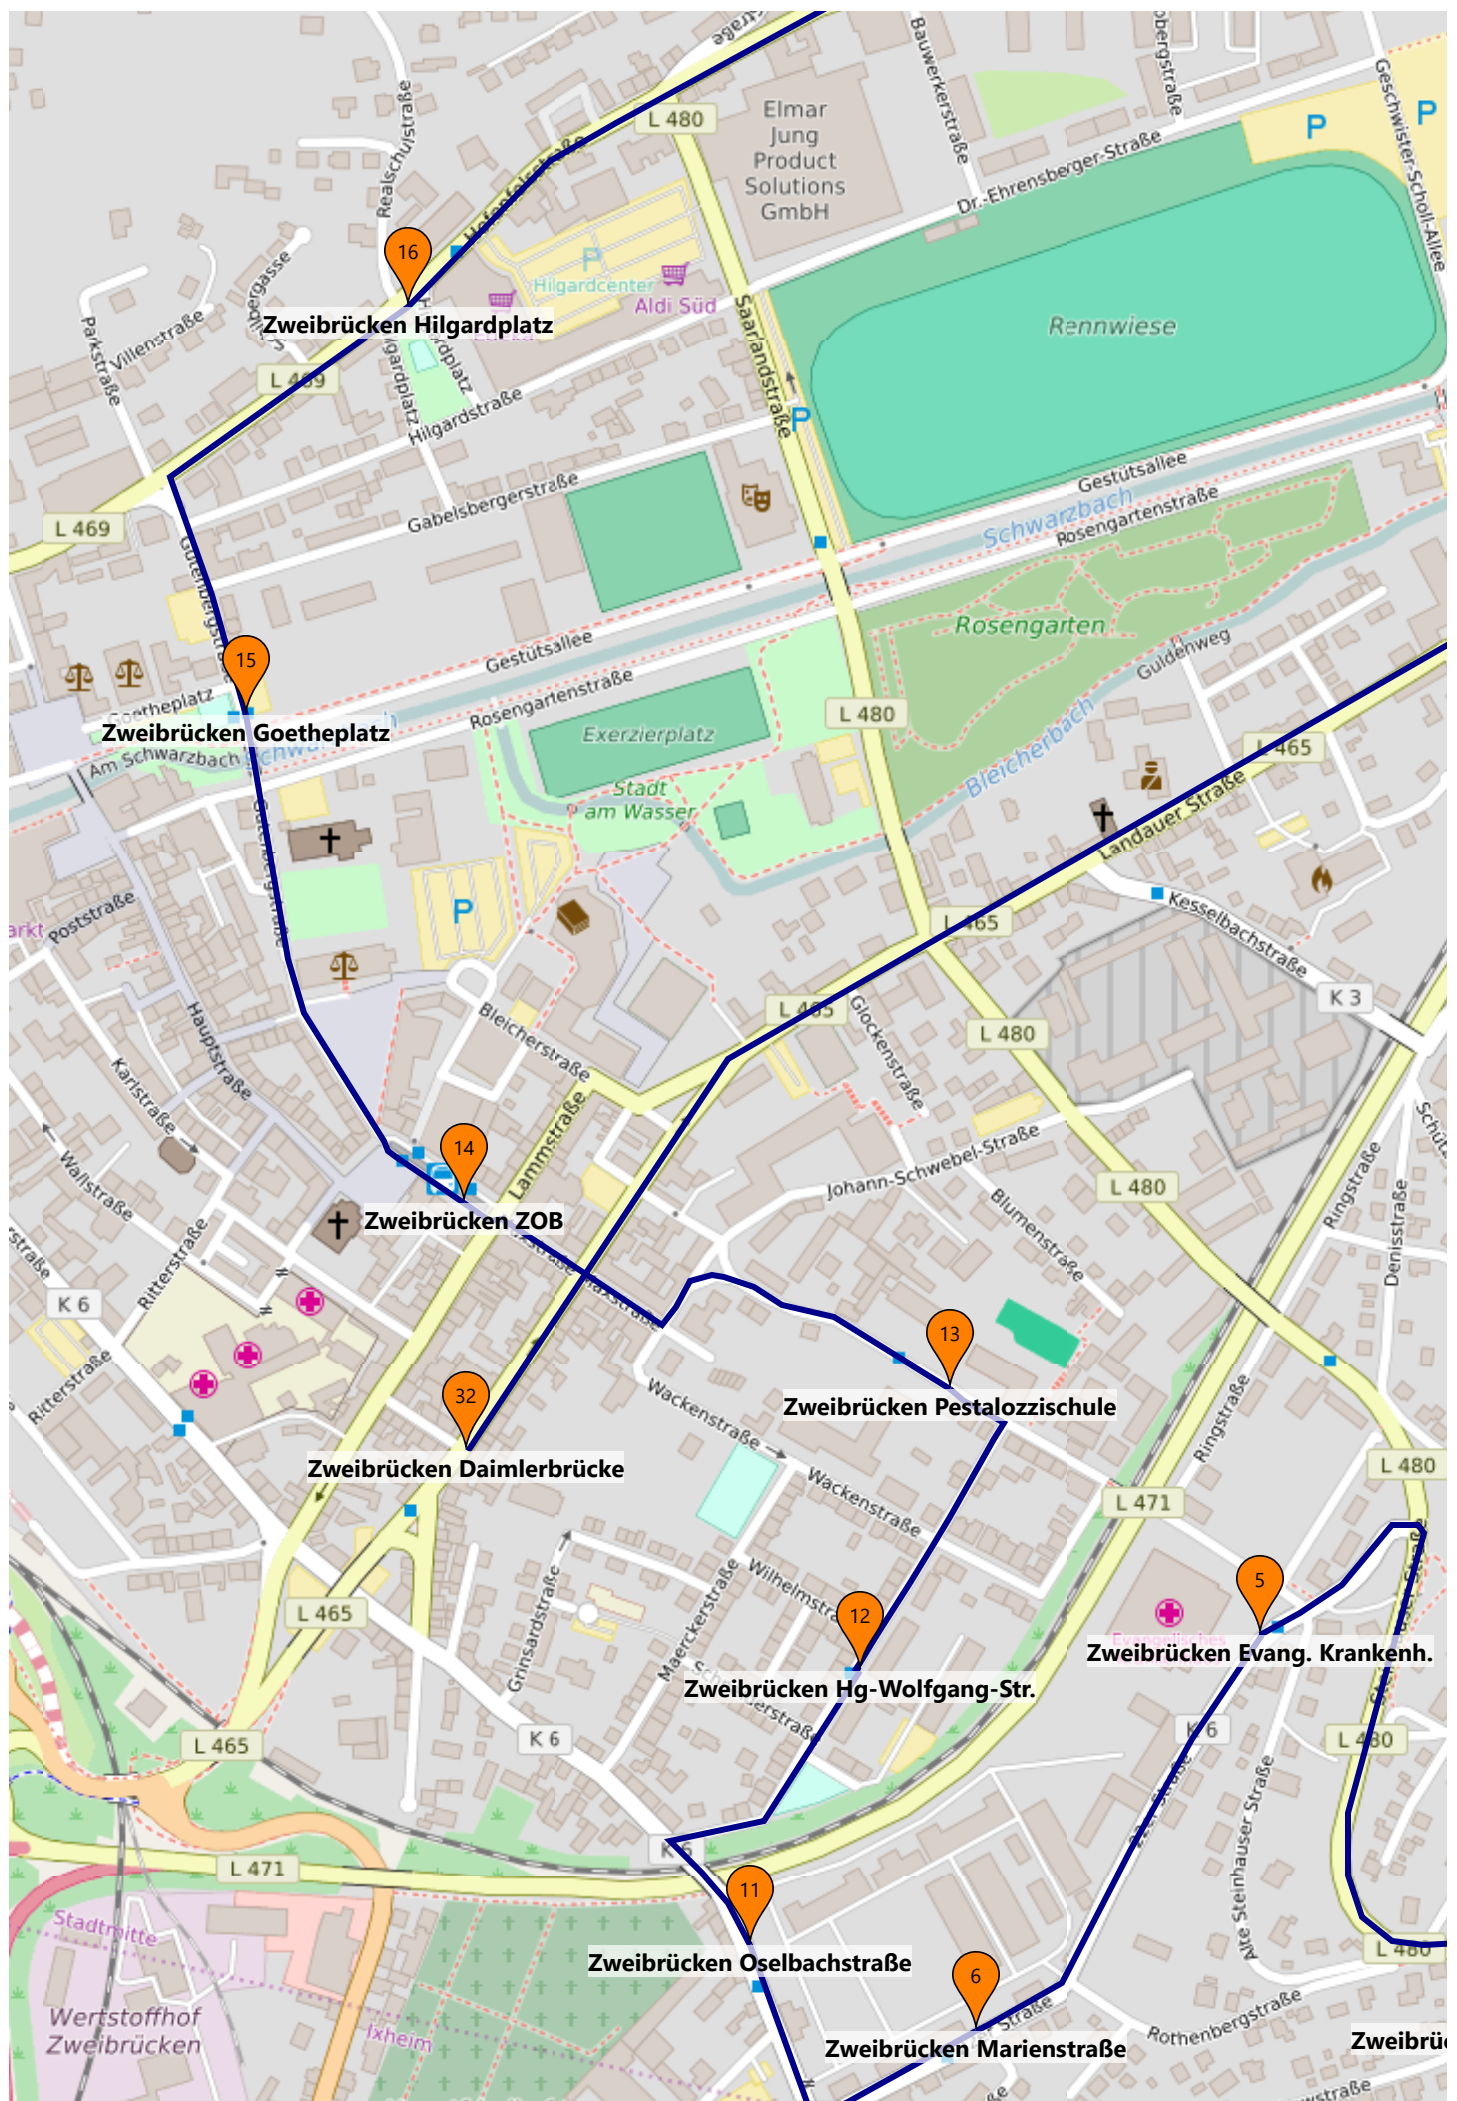 Bauwerkerstraße
L 480
Elmar
Jung
Product
Solutions
GmbH
P
P
Geschwister-Scholl-Allee
Realschulstraße
Dr.-Ehrensberger-Straße
16
P
Hilgardcenter
Aldi Süd
Zweibrücken Hilgardplatz
Saarlandstraße
Rennwiese
Parkstraße
Villenstraße
L 469
Hilgardstraße
P
L 469
Gabelsbergerstraße
Gestütsallee
Schwarzbach
Rosengartenstraße
Rosengarten
Guldenweg
15
Gestütsallee
Goetheplatz
Rosengartenstraße
Zweibrücken Goetheplatz
Am Schwarzbach
L 480
Exerzierplatz
Bleicherbach
L 465
Stadt
am Wasser
Landauer Straße
Gutenbergstraße
P
Poststraße
L 465
Kesselbachstraße
K 3
Hauptstraße
Bleicherstraße
L 465
Glockenstraße
L 480
Karlstraße
Lammstraße
Johann-Schwebel-Straße
Ringstraße
Wallstraße
14
L 480
Denisstraße
Zweibrücken ZOB
Blumenstraße
Ritterstraße
K 6
Maxstraße
13
Ritterstraße
32
Wackenstraße
Zweibrücken Pestalozzischule
Ringstraße
Zweibrücken Daimlerbrücke
L 480
Wackenstraße
L 471
L 465
Grinsardstraße
Maerckerstraße
5
12
Zweibrücken Evang. Krankenh.
Zweibrücken Hg-Wolfgang-Str.
L 465
K 6
K 6
L 480
Alte Steinhauser Straße
L 471
K 6
11
Stadtmitte
Zweibrücken Oselbachstraße
L 480
6
Wertstoffhof
Zweibrücken
Ixheim
Zweibrücken Marienstraße
Rothenbergstraße